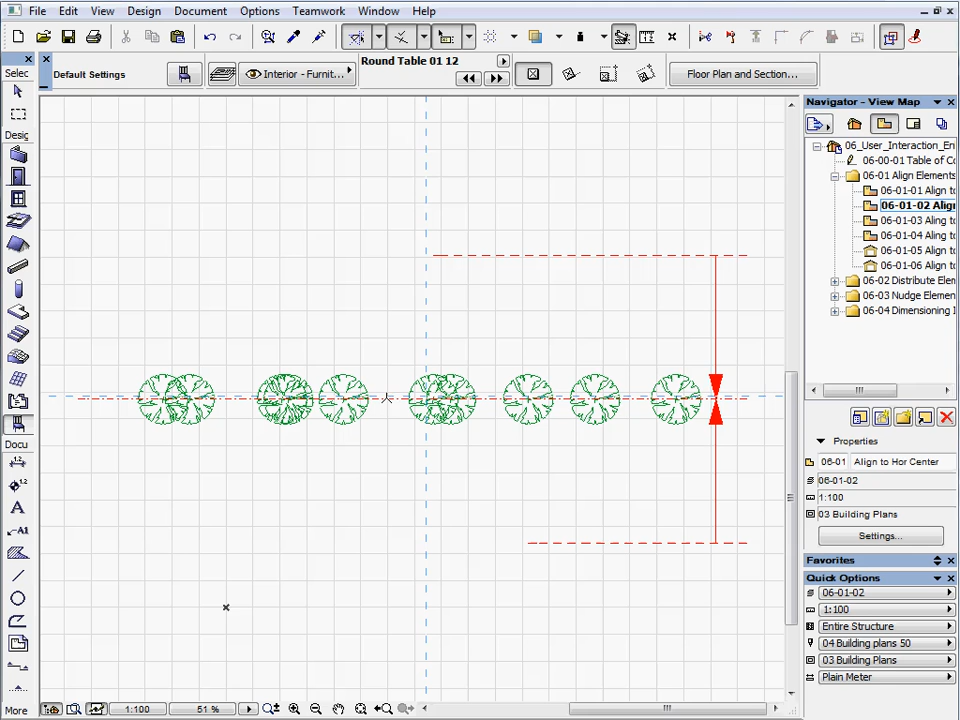 File Edit View Design Document Options Teamwork Window Help
Selec
Default Settings
Interior - Furnit...
Round Table 01 12
Floor Plan and Section...
Desig
Docu
A
A1
More
Navigator - View Map
06_User_Interaction_En
06-00-01 Table of Co
06-01 Align Elements
06-01-01 Align to
06-01-02 Align
06-01-03 Aling to
06-01-04 Align to
06-01-05 Align to
06-01-06 Align to
06-02 Distribute Elen
06-03 Nudge Elemen
06-04 Dimensioning I
Properties
06-01 Align to Hor Center
06-01-02
1:100
03 Building Plans
Settings...
Favorites
Quick Options
06-01-02
1:100
Entire Structure
04 Building plans 50
03 Building Plans
Plain Meter
1:100
51 %